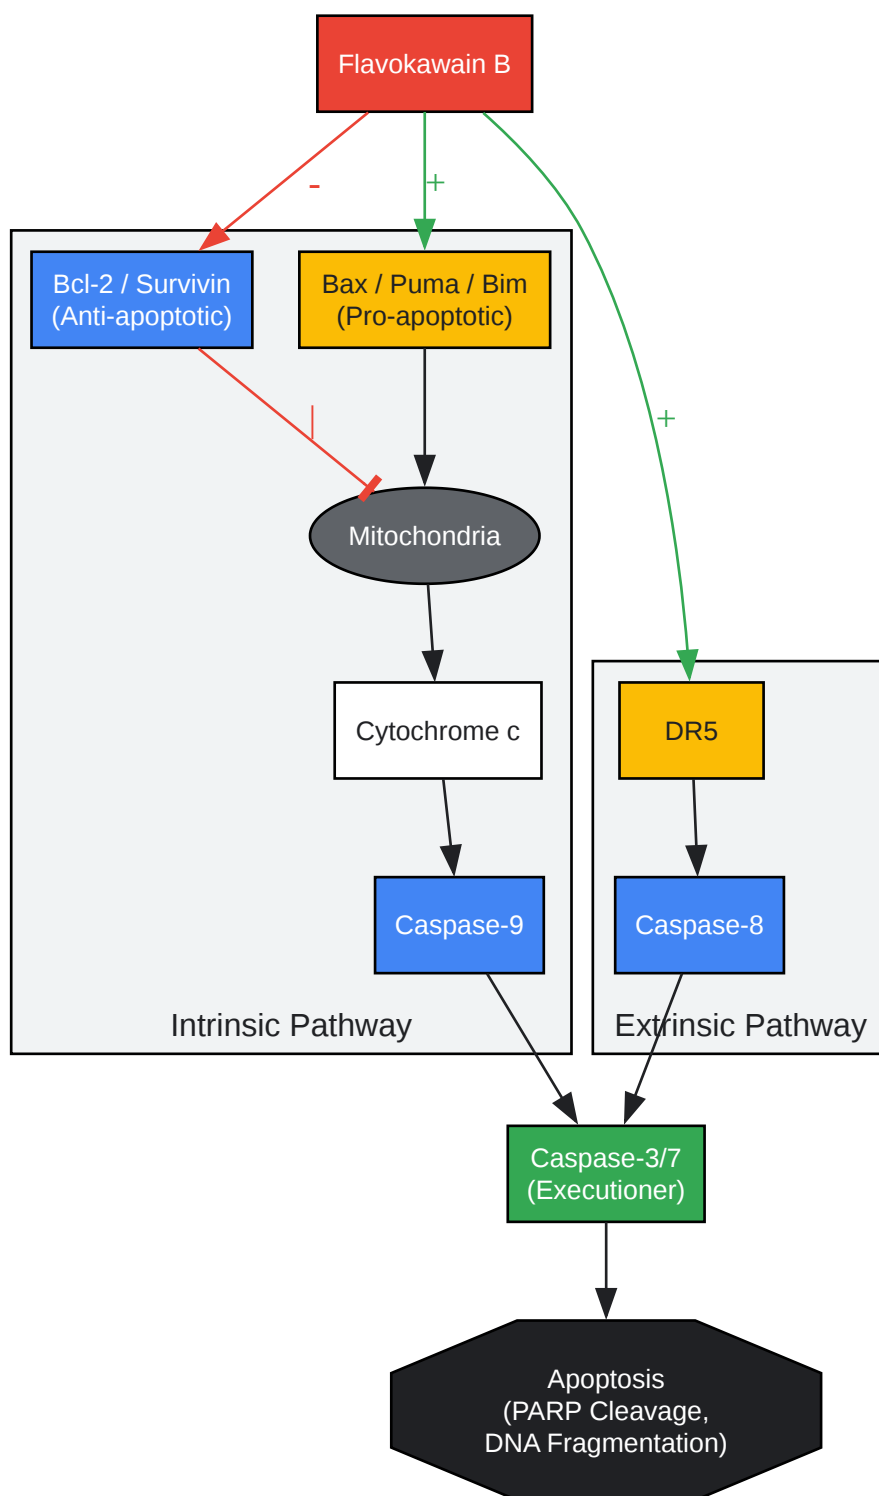 Flavokawain B
-
+
Bcl-2 / Survivin
(Anti-apoptotic)
Bax / Puma / Bim
(Pro-apoptotic)
|
+
Mitochondria
Cytochrome c
DR5
Caspase-9
Caspase-8
Intrinsic Pathway
Extrinsic Pathway
Caspase-3/7
(Executioner)
Apoptosis
(PARP Cleavage,
DNA Fragmentation)